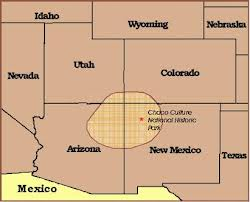 Idaho
Wyoming
Nebraska
Nevada
Utah
Colorado
Chaco Culture
National Historic
Park
Arizona
New Mexico
Texas
Mexico